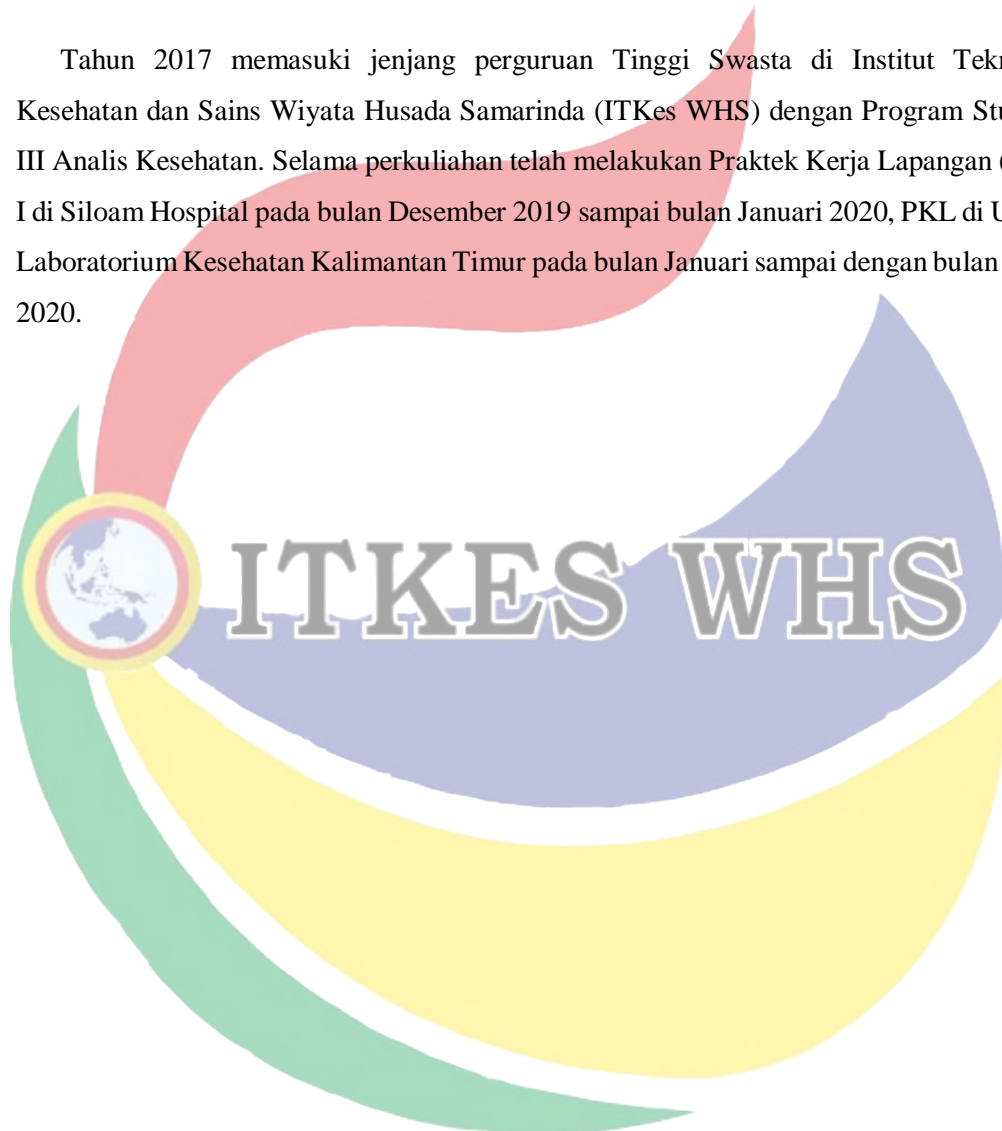 Tahun 2017 memasuki jenjang perguruan Tinggi Swasta di Institut Tekn
Kesehatan dan Sains Wiyata Husada Samarinda (ITKes WHS) dengan Program Stu
III Analis Kesehatan. Selama perkuliahan telah melakukan Praktek Kerja Lapangan (
I di Siloam Hospital pada bulan Desember 2019 sampai bulan Januari 2020, PKL di U
Laboratorium Kesehatan Kalimantan Timur pada bulan Januari sampai dengan bulan
2020.
ITKES WHS